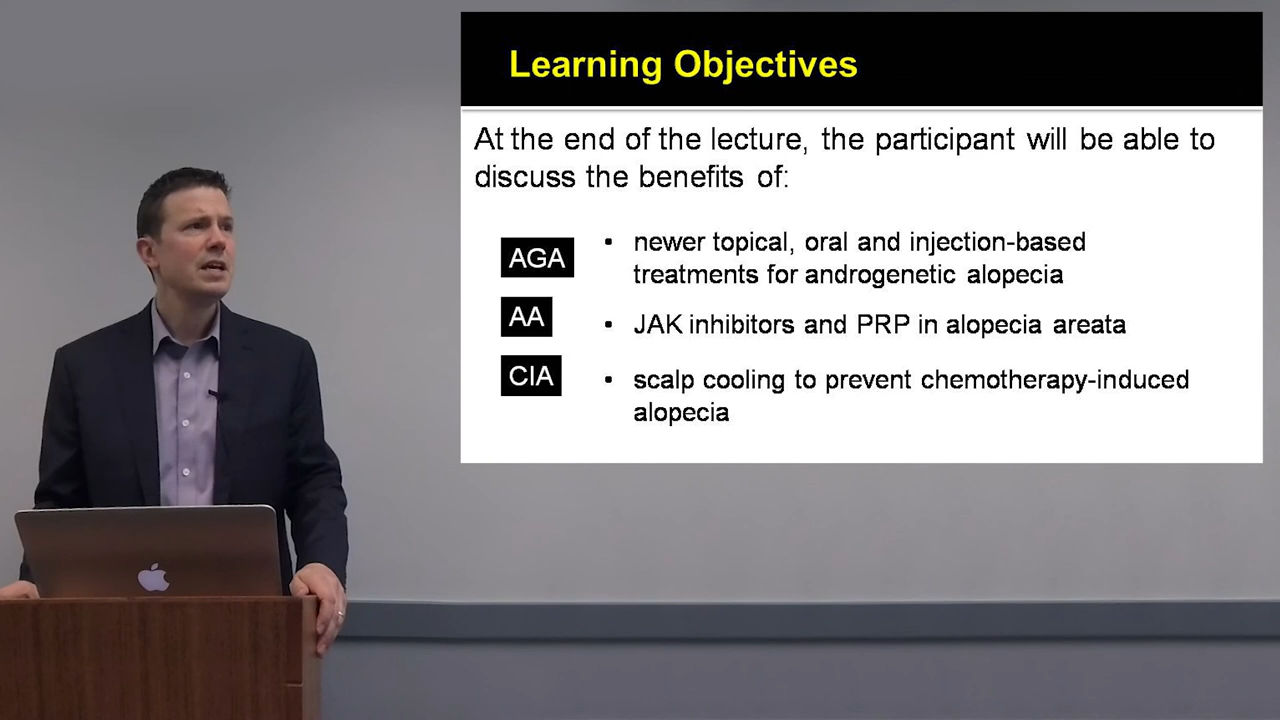 Learning Objectives
At the end of the lecture, the participant will be able to
discuss the benefits of:
AGA
• newer topical, oral and injection-based
treatments for androgenetic alopecia
AA
• JAK inhibitors and PRP in alopecia areata
CIA
• scalp cooling to prevent chemotherapy-induced
alopecia